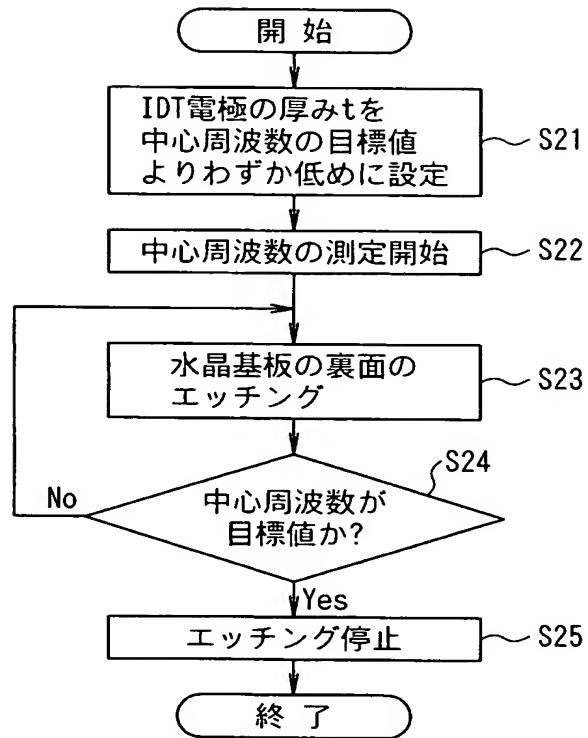 開 始
IDT電極の厚みtを
中心周波数の目標値
よりわずか低めに設定
S21
中心周波数の測定開始
S22
水晶基板の裏面の
エッチング
S23
S24
中心周波数が
目標値か?
No
Yes
エッチング停止
S25
終 了